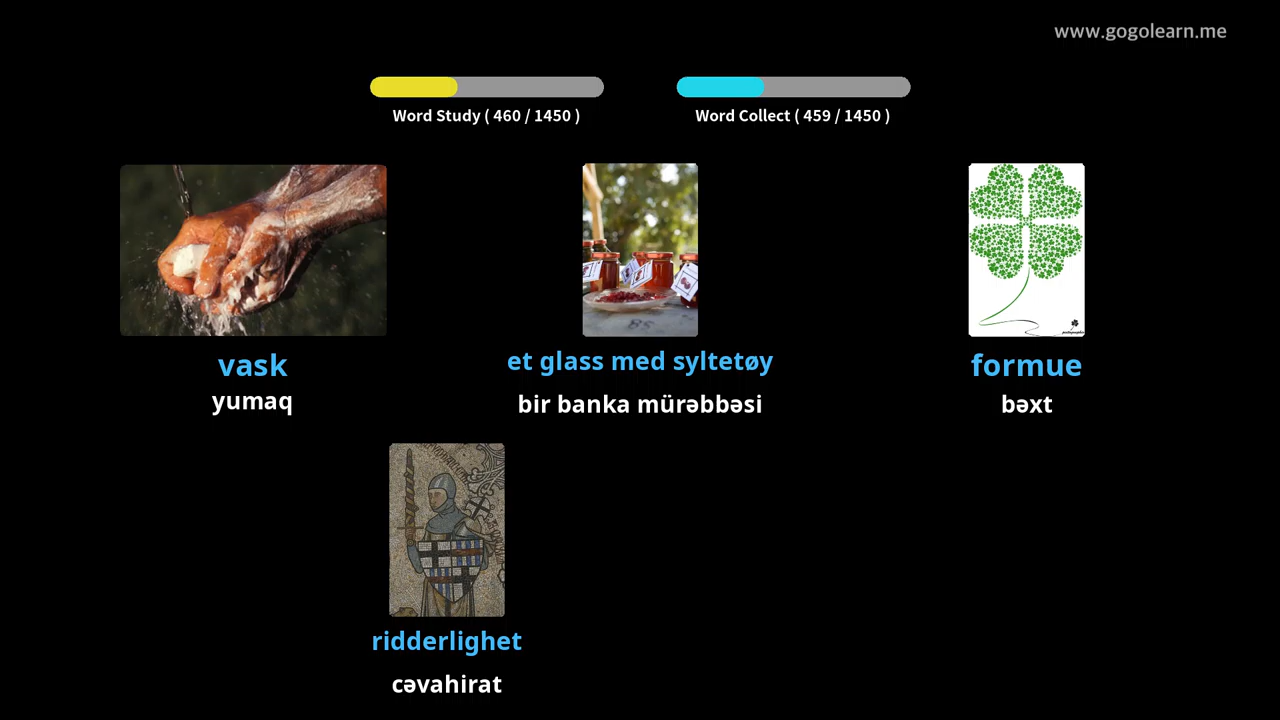 www.gogolearn.me
Word Study ( 460 / 1450 )
Word Collect ( 459 / 1450 )
vask
yumaq
et glass med syltetøy
bir banka mürəbbəsi
formue
bəxt
ridderlighet
cəvahirat